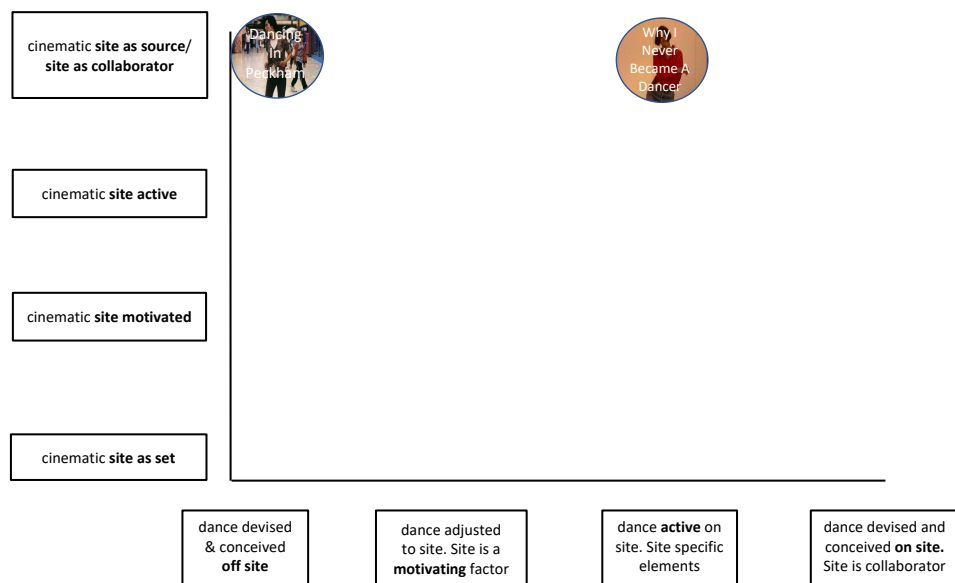 cinematic site as source/
site as collaborator
Dancing
In
Peckham
Why I
Never
Became A
Dancer
cinematic site active
cinematic site motivated
cinematic site as set
dance devised
& conceived
off site
dance adjusted
to site. Site is a
motivating factor
dance active on
site. Site specific
elements
dance devised and
conceived on site.
Site is collaborator